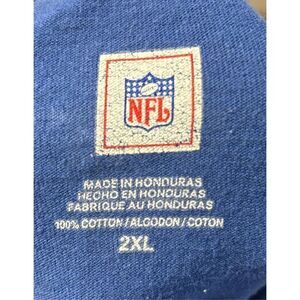 NFL
MADE IN HONDURAS
HECHO EN HONDURAS
FABRIQUE AU HONDURAS
100% COTTON / ALGODON / COTON
2XL